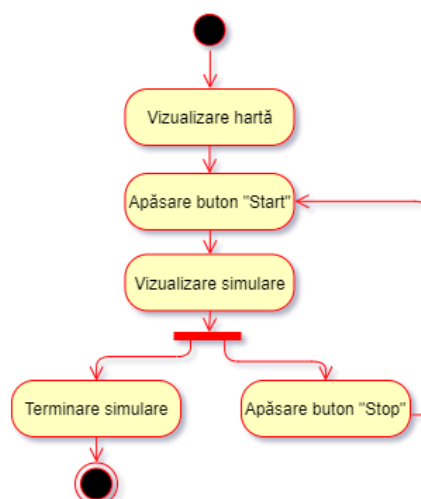 Vizualizare hartă
Apăsare buton "Start"
Vizualizare simulare
Terminare simulare
Apăsare buton "Stop"